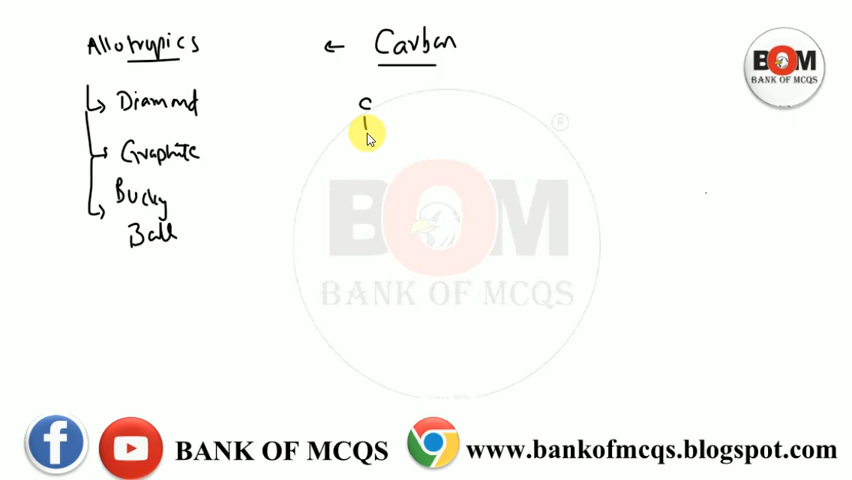 Allotropics ← Carbon
BOM
BANK OF MCQS
↳ Diamond
C
®
→ Graphite
Bucky
Ball
BOM
BANK OF MCQS
f BANK OF MCQS www.bankofmcqs.blogspot.com